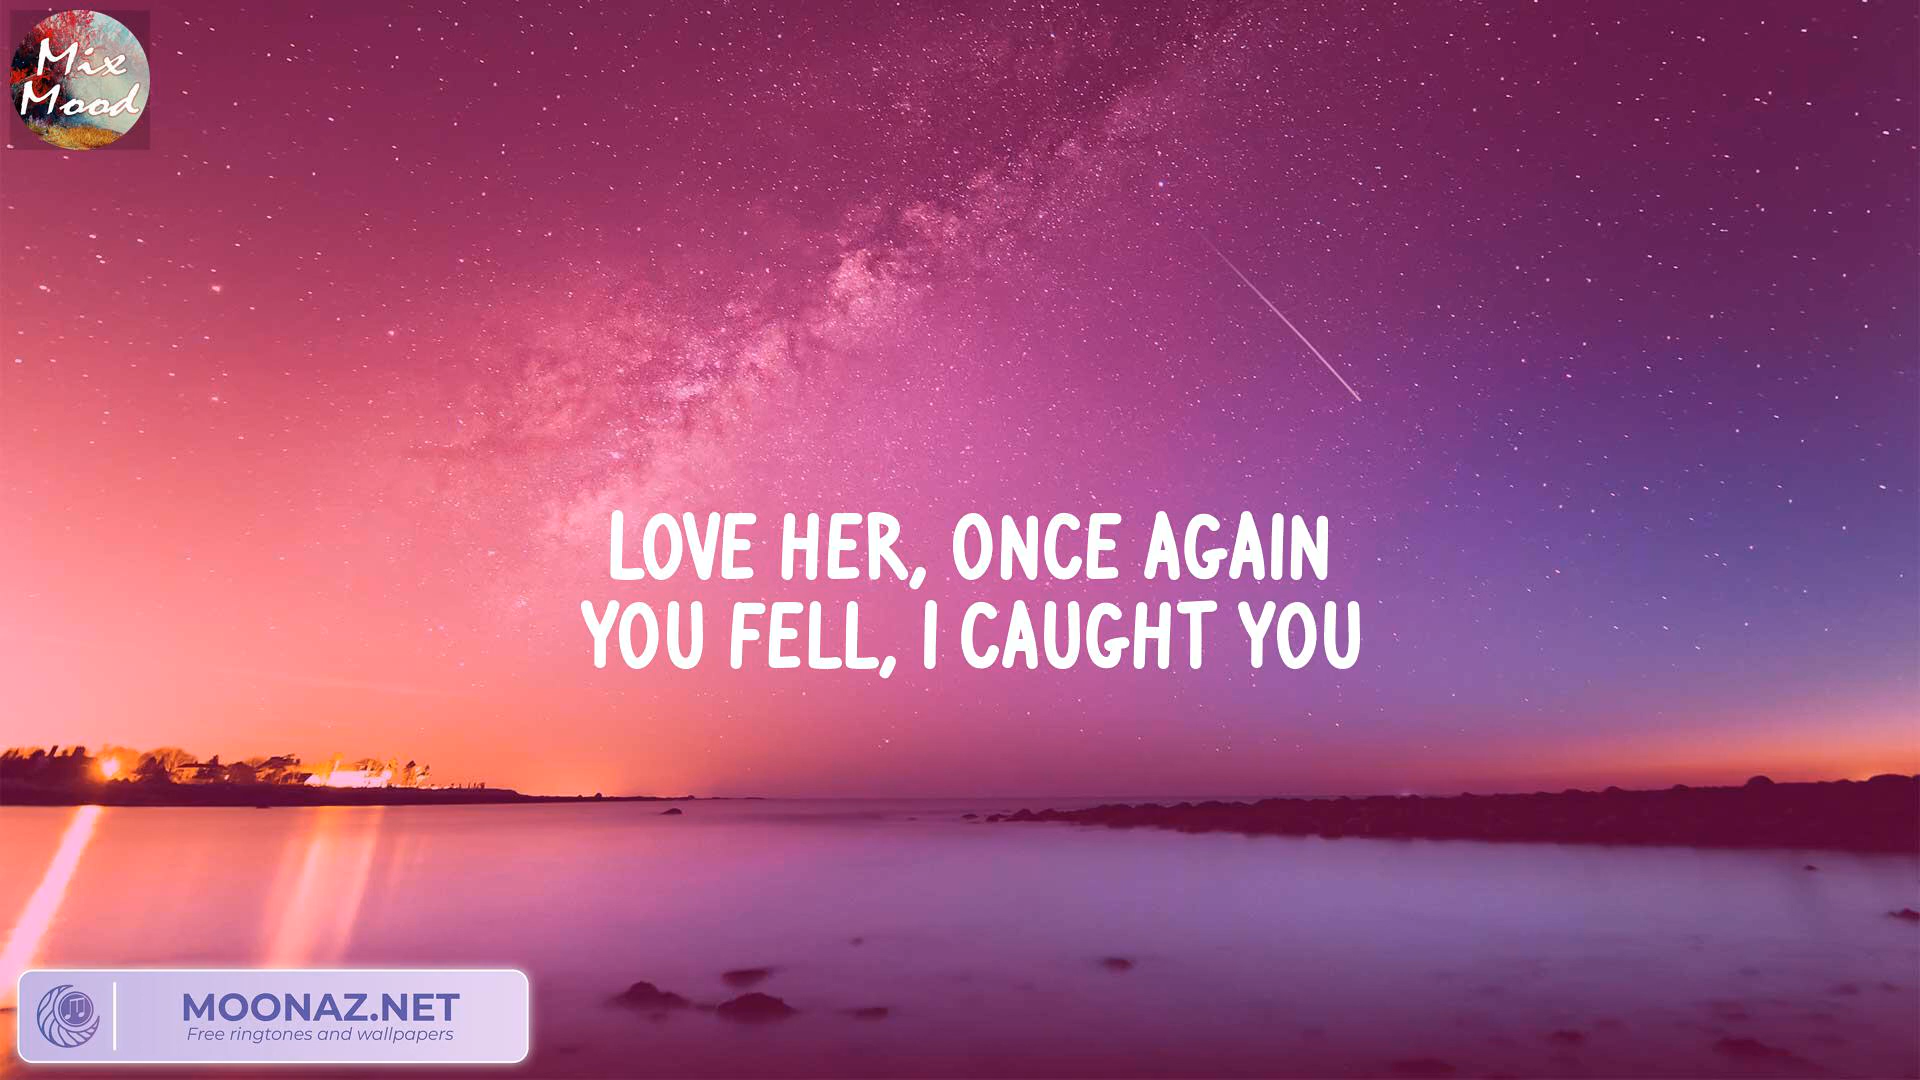 Mix
Mood
LOVE HER, ONCE AGAIN
YOU FELL, I CAUGHT YOU
MOONAZ.NET
Free ringtones and wallpapers